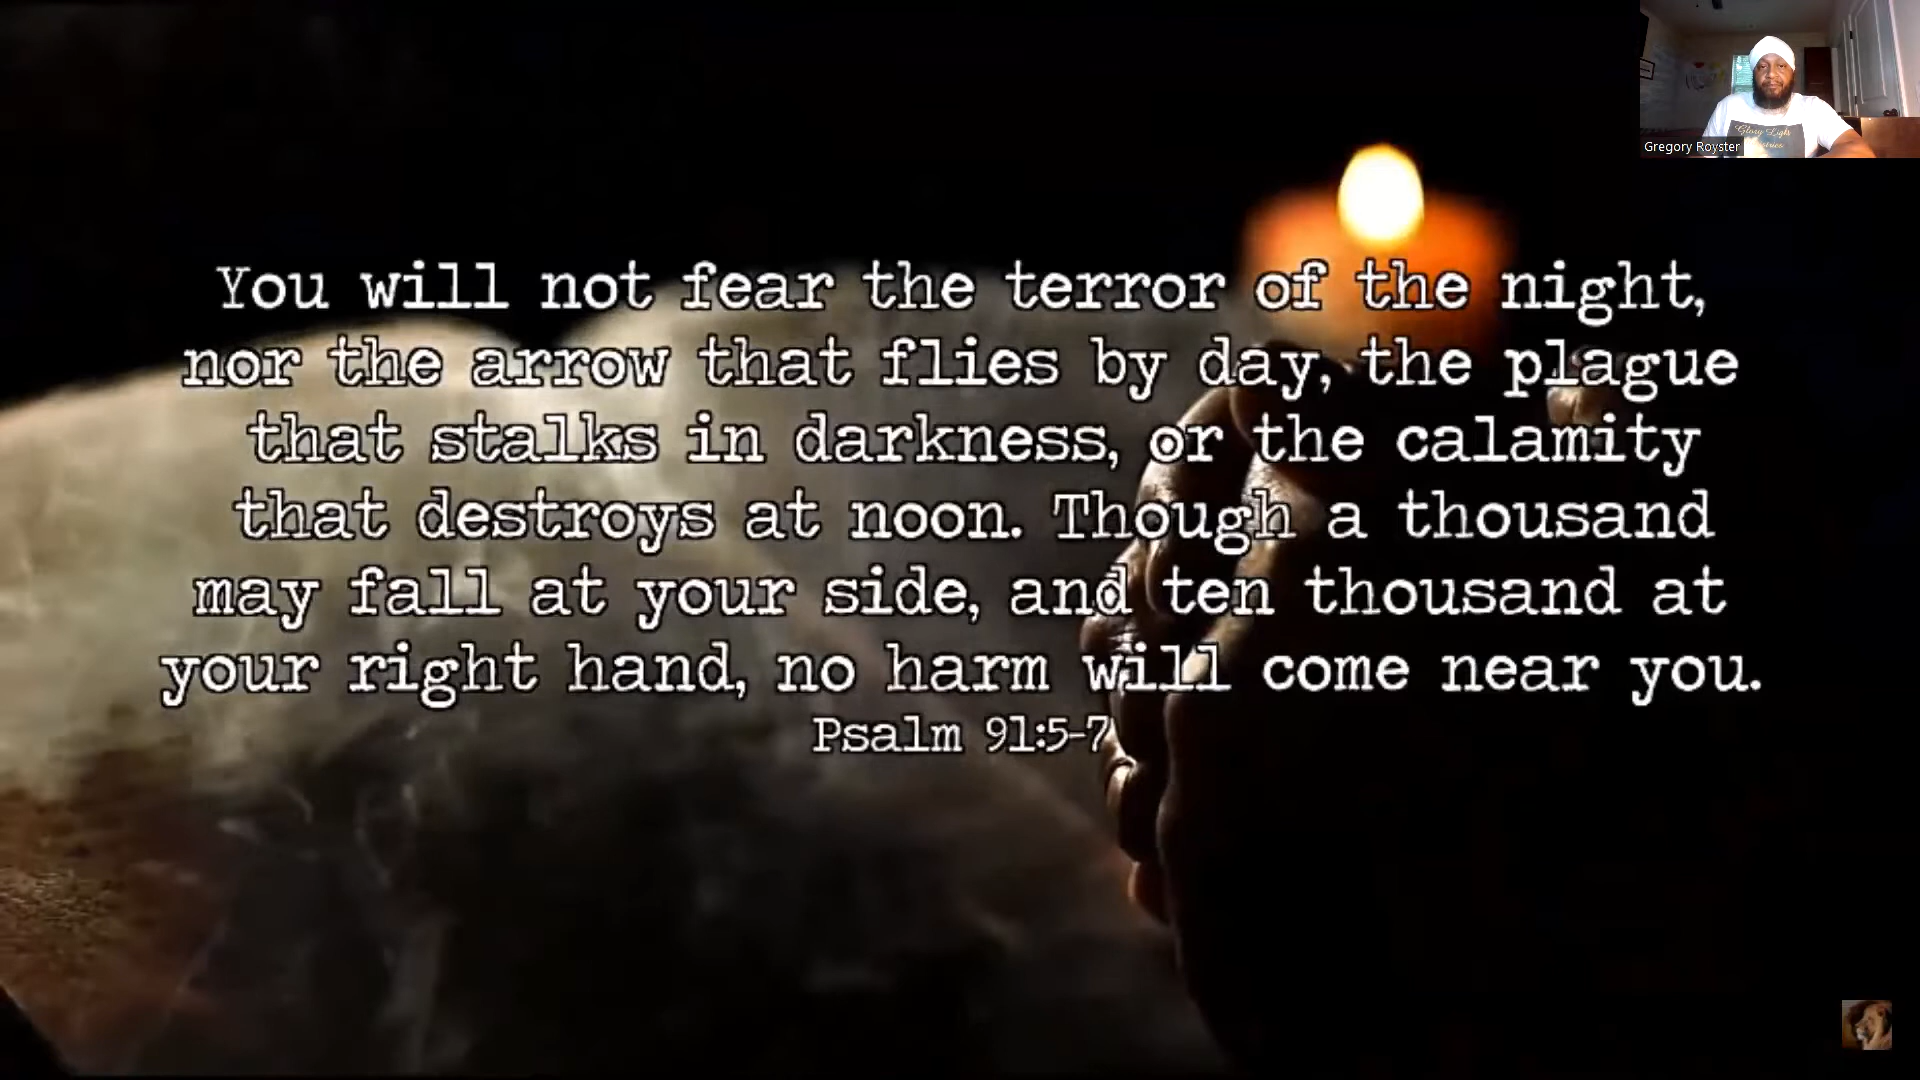 You will not fear the terror of the night,
nor the arrow that flies by day, the plague
that stalks in darkness, or the calamity
that destroys at noon. Though a thousand
may fall at your side, and ten thousand at
your right hand, no harm will come near you.
Psalm 91:5-7
Glory Light
Gregory Royster